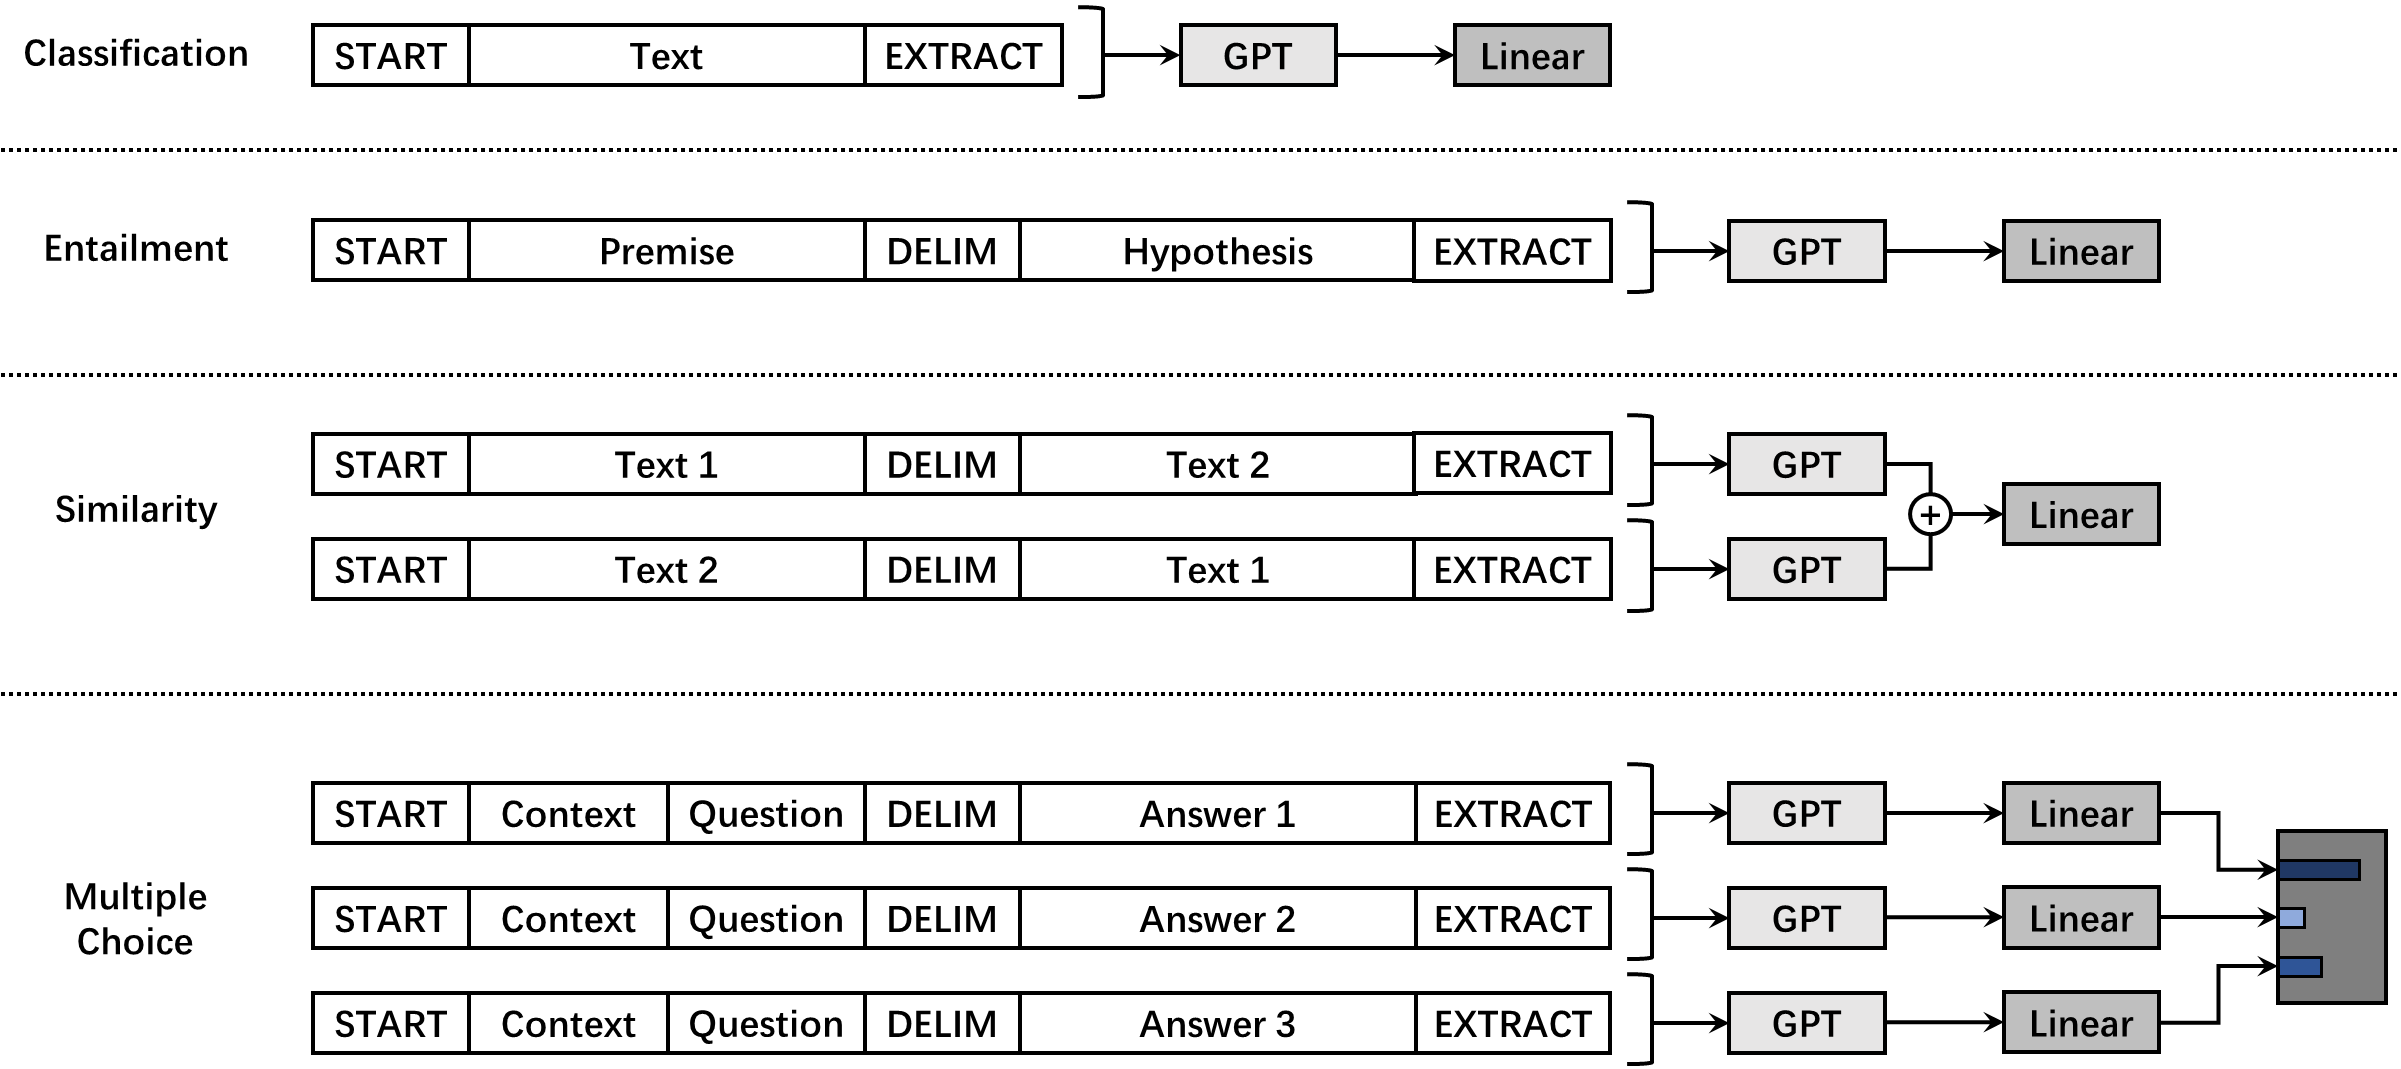 Classification START Text EXTRACT GPT Linear
Entailment START Premise DELIM Hypothesis EXTRACT GPT Linear
START Text 1 DELIM Text 2 EXTRACT GPT
Similarity + Linear
START Text 2 DELIM Text 1 EXTRACT GPT
START Context Question DELIM Answer 1 EXTRACT GPT Linear
Multiple
Choice
START Context Question DELIM Answer 2 EXTRACT GPT Linear
START Context Question DELIM Answer 3 EXTRACT GPT Linear